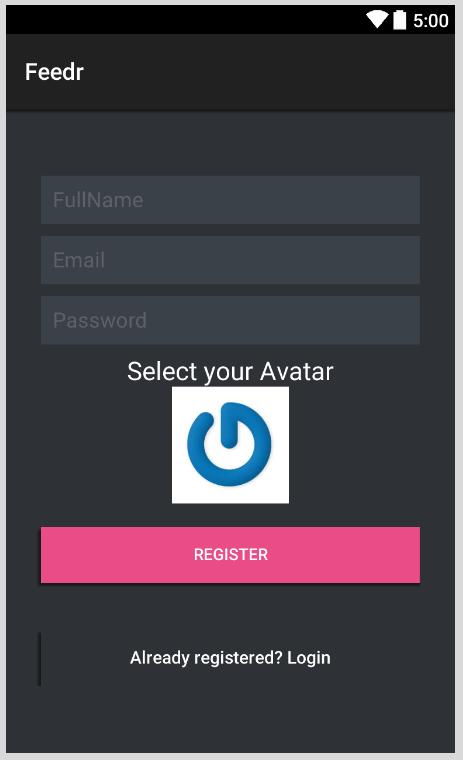 5:00
Feedr
FullName
Email
Password
Select your Avatar
REGISTER
Already registered? Login